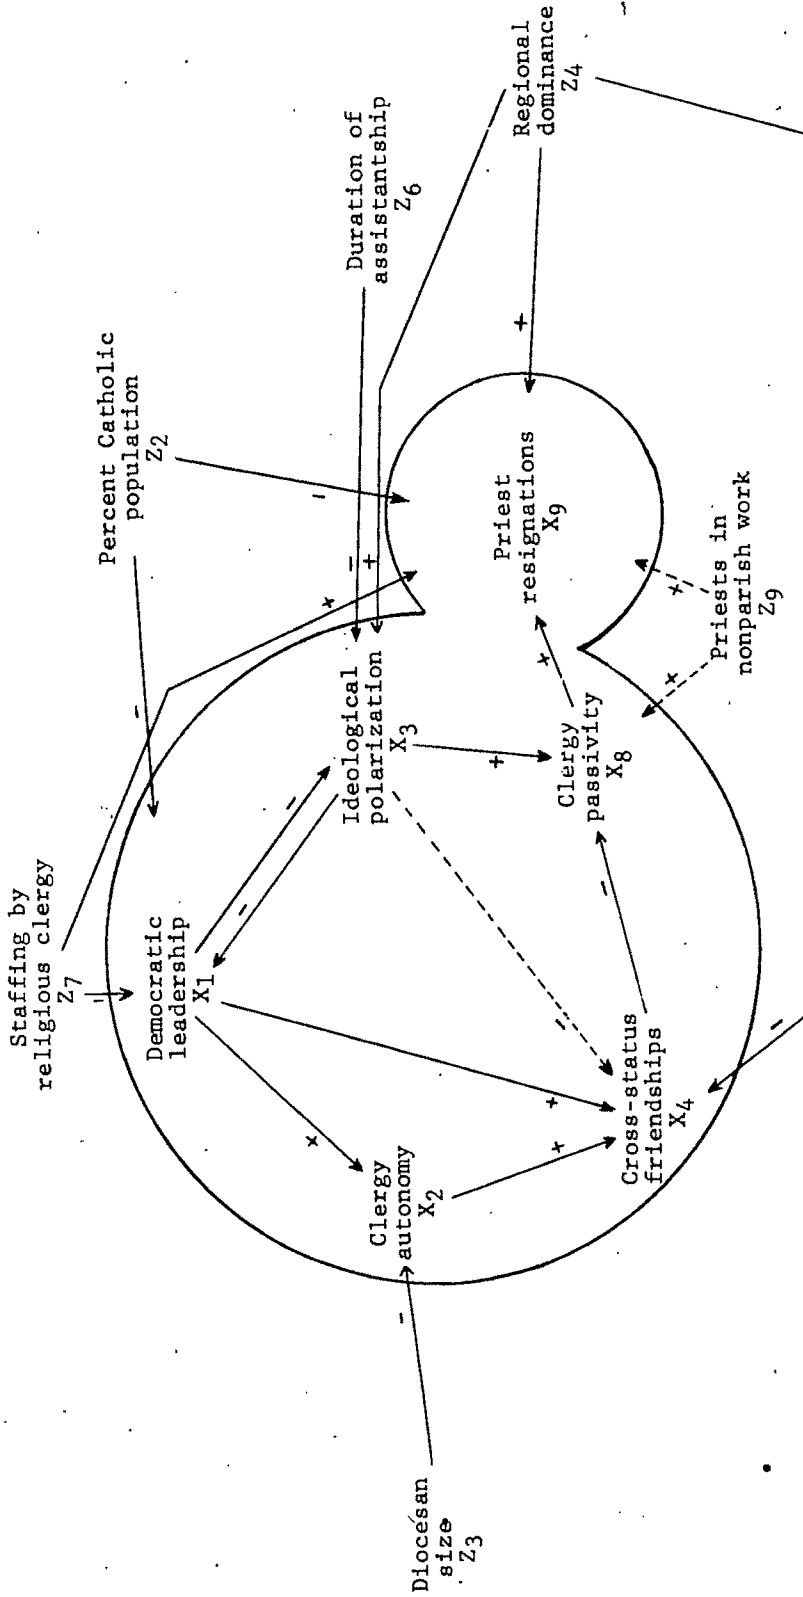 Staffing by
religious clergy
Z7
Percent Catholic
population
Z2
Duration of
assistantship
Z6
Regional
dominance
Z4
Democratic
leadership
X1
Ideological
polarization
X3
Priest
resignations
X9
Clergy
autonomy
X2
Clergy
passivity
X8
Cross-status
friendships
X4
Priests in
nonparish work
Z9
Diocesan
size
Z3
-
+
-
-
-
+
+
-
-
+
+
+
-
+
+
-
-
+
+
-